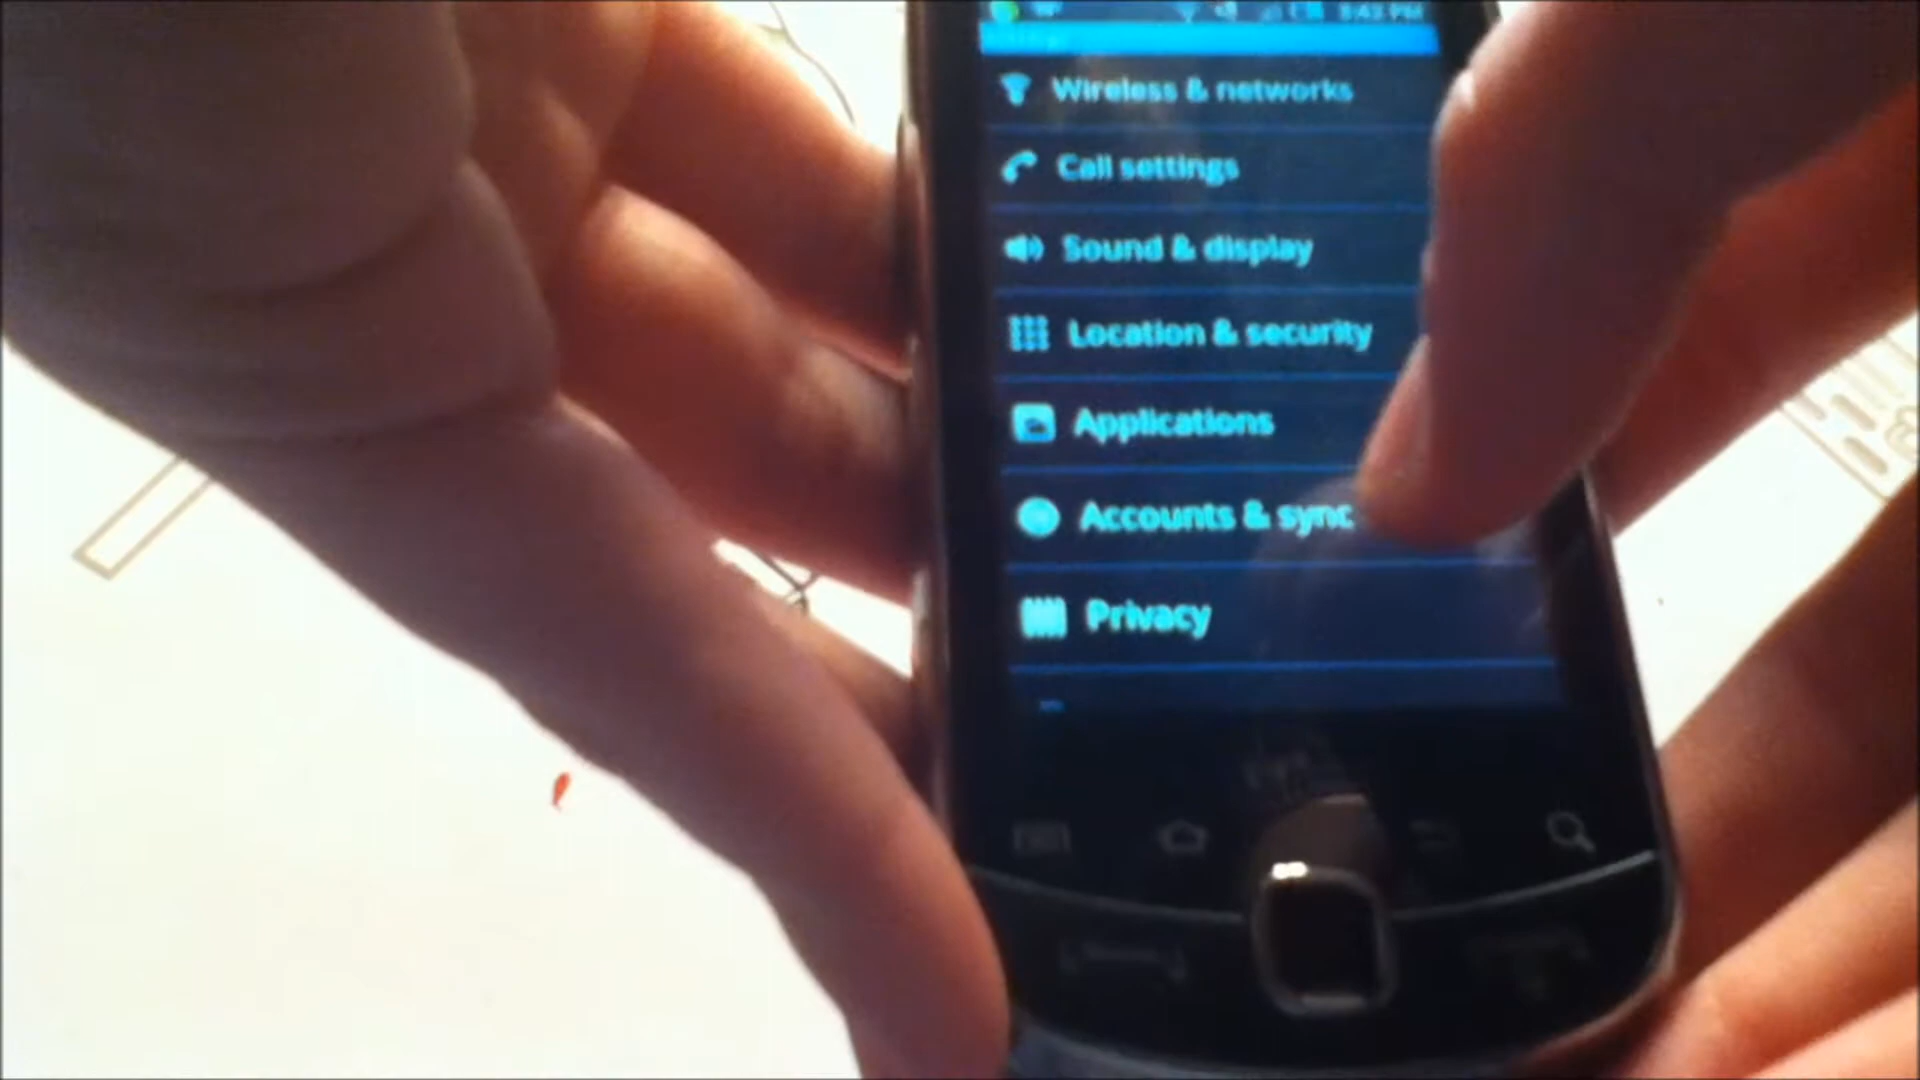 Wireless & networks
Call settings
Sound & display
Location & security
Applications
Accounts & sync
Privacy